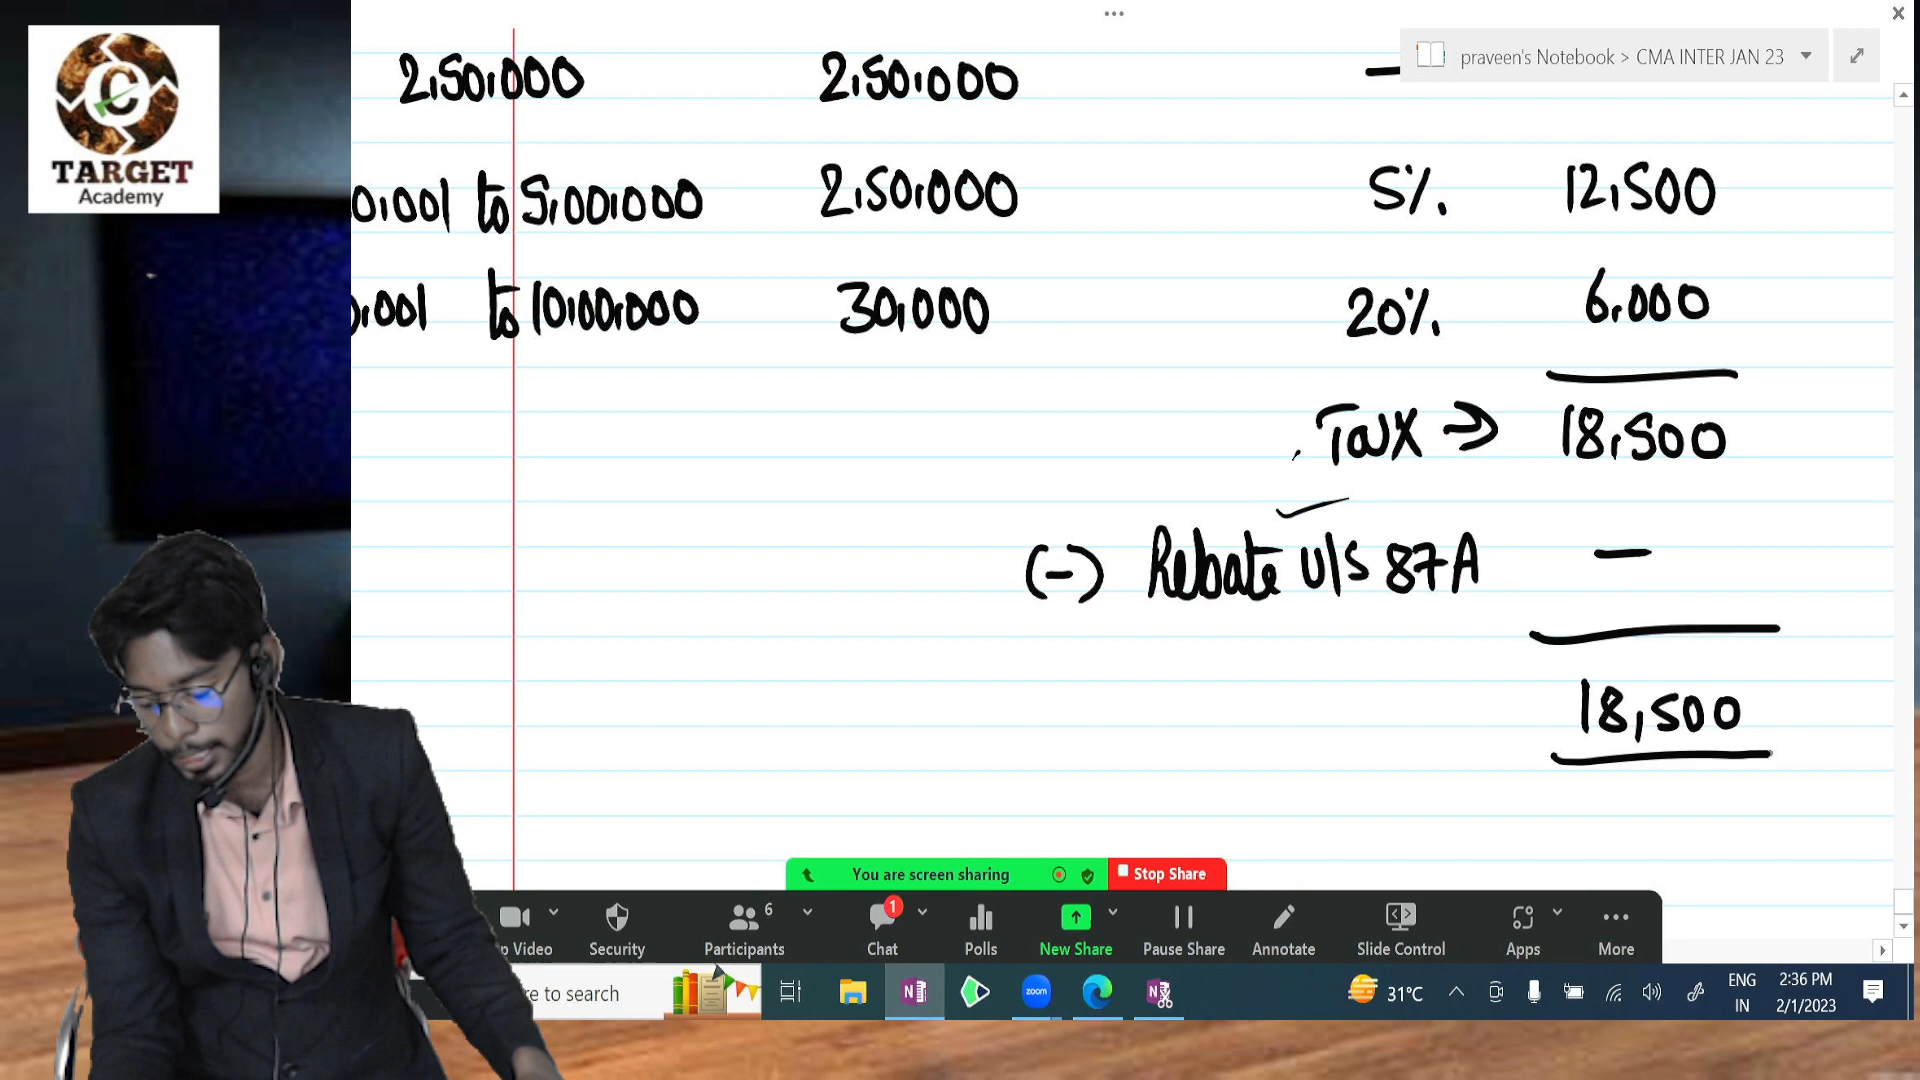 TARGET
Academy
praveen's Notebook > CMA INTER JAN 23
2,50,000 2,50,000 —
0,001 to 5,00,000 2,50,000 5% 12,500
0,001 to 10,00,000 30,000 20% 6,000
Tax → 18,500
(-) Rebate U/S 87A —
18,500
You are screen sharing Stop Share
p Video Security Participants 6 Chat 1 Polls New Share Pause Share Annotate Slide Control Apps More
re to search zoom 31°C ENG IN 2:36 PM 2/1/2023